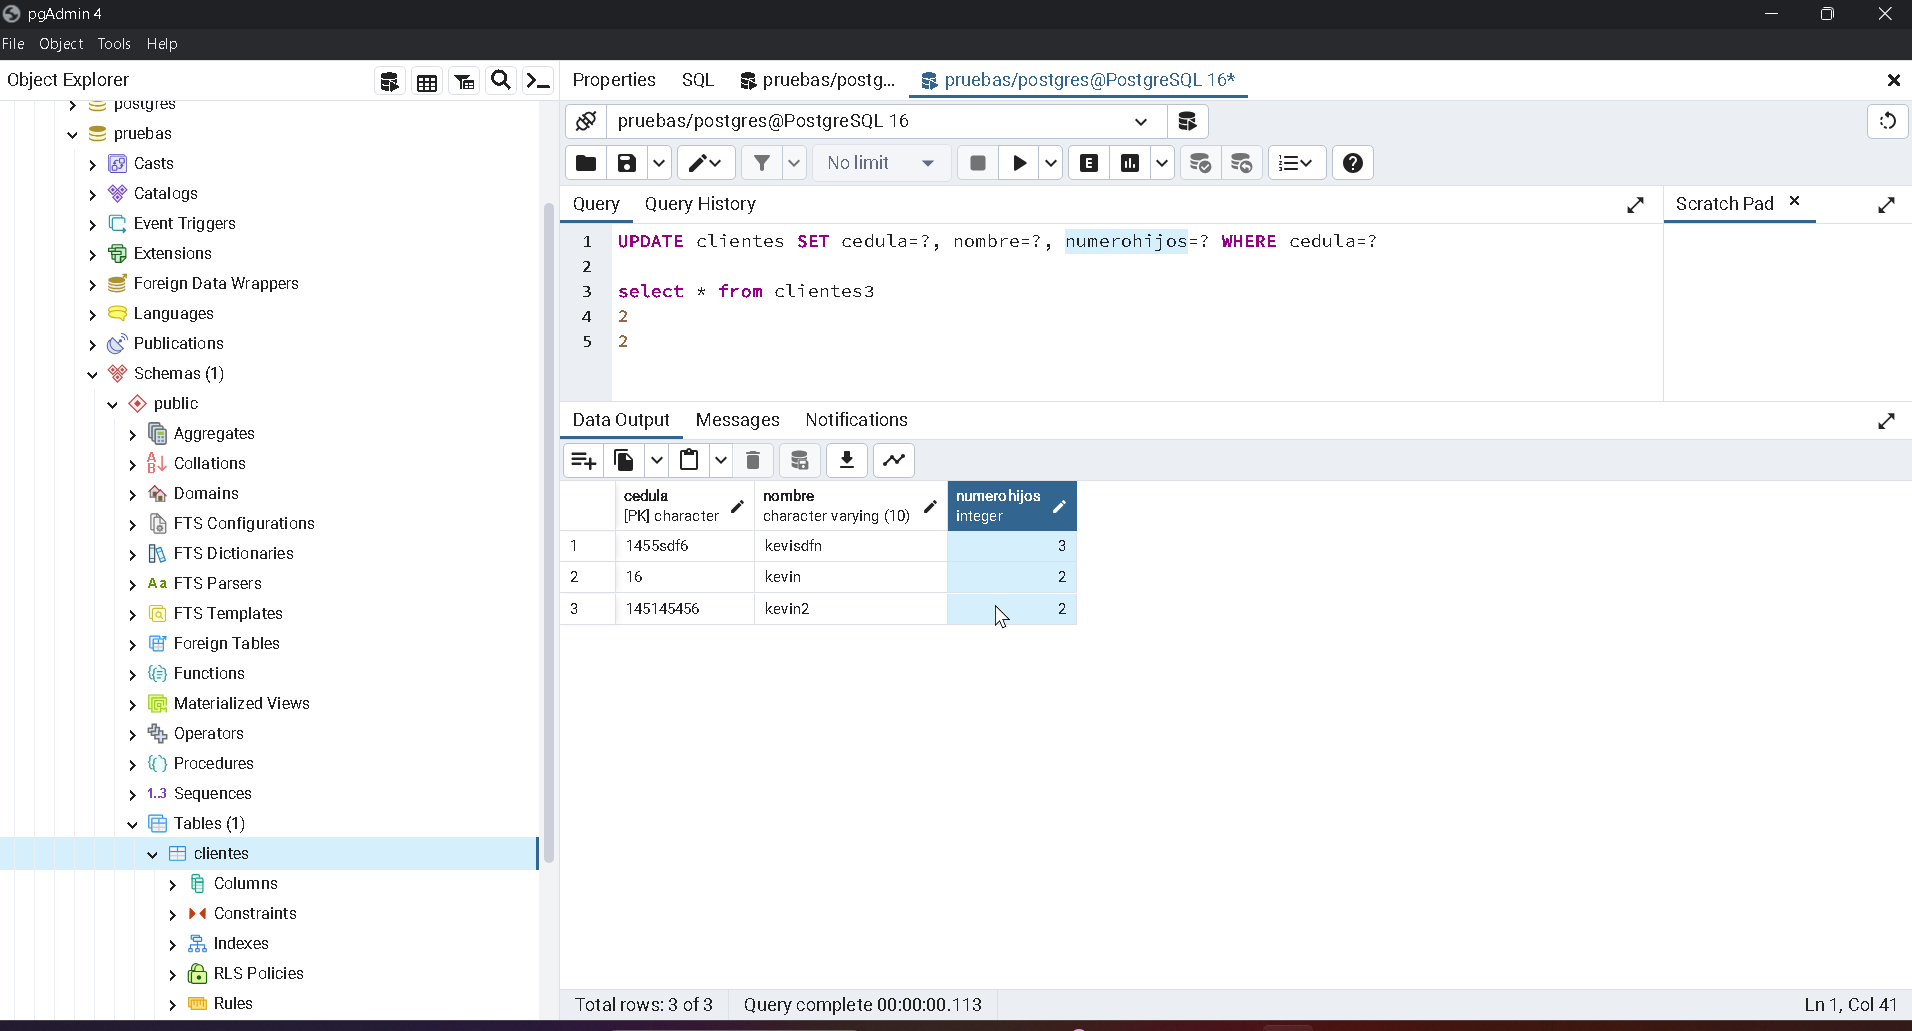 pgAdmin 4
File Object Tools Help
Object Explorer
postgres
pruebas
Casts
Catalogs
Event Triggers
Extensions
Foreign Data Wrappers
Languages
Publications
Schemas (1)
public
Aggregates
Collations
Domains
FTS Configurations
FTS Dictionaries
Aa FTS Parsers
FTS Templates
Foreign Tables
Functions
Materialized Views
Operators
Procedures
1..3 Sequences
Tables (1)
clientes
Columns
Constraints
Indexes
RLS Policies
Rules
Properties SQL pruebas/postg... pruebas/postgres@PostgreSQL 16*
pruebas/postgres@PostgreSQL 16
No limit E
Query Query History
Scratch Pad
1 UPDATE clientes SET cedula=?, nombre=?, numerohijos=? WHERE cedula=?
2
3 select * from clientes3
4 2
5 2
Data Output Messages Notifications
cedula nombre numerohijos
[PK] character character varying (10) integer
1 1455sdf6 kevisdfn 3
2 16 kevin 2
3 145145456 kevin2 2
Total rows: 3 of 3 Query complete 00:00:00.113 Ln 1, Col 41